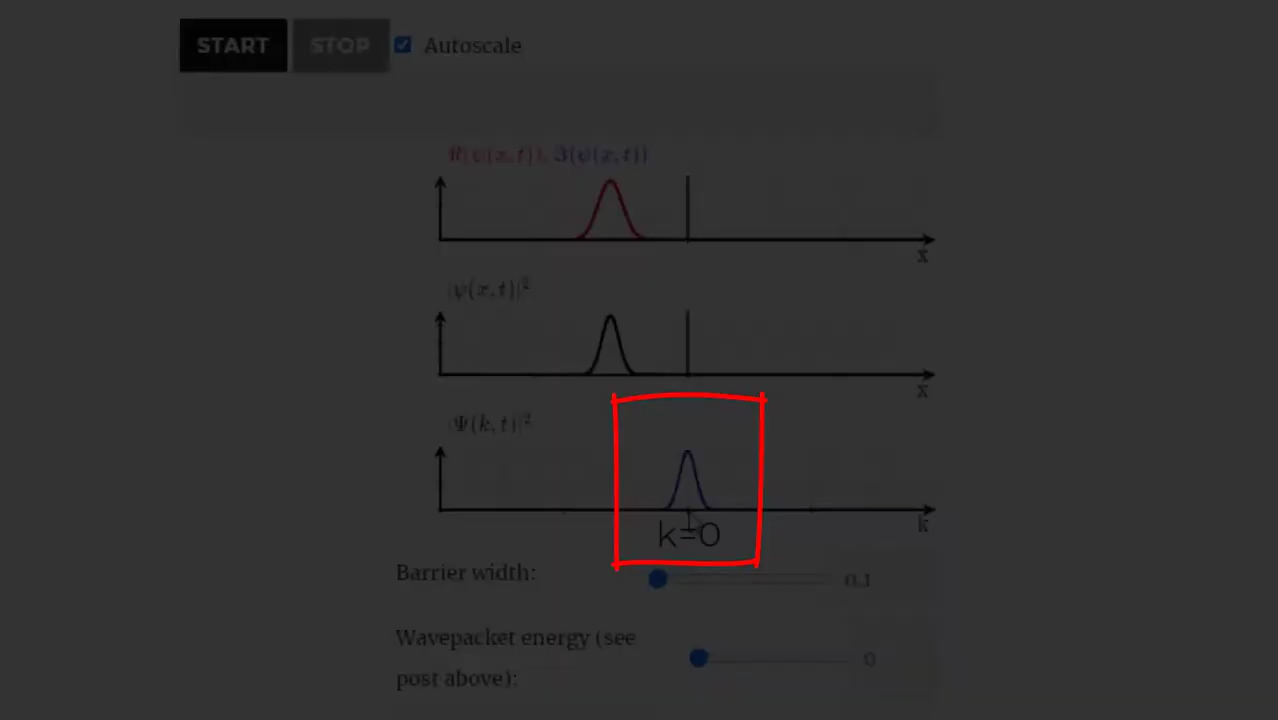 START STOP Autoscale
ℜ(ψ(x,t)), ℑ(ψ(x,t))
x
|ψ(x,t)|²
x
|Ψ(k,t)|²
k
k=0
Barrier width: 0.1
Wavepacket energy (see 0
post above):